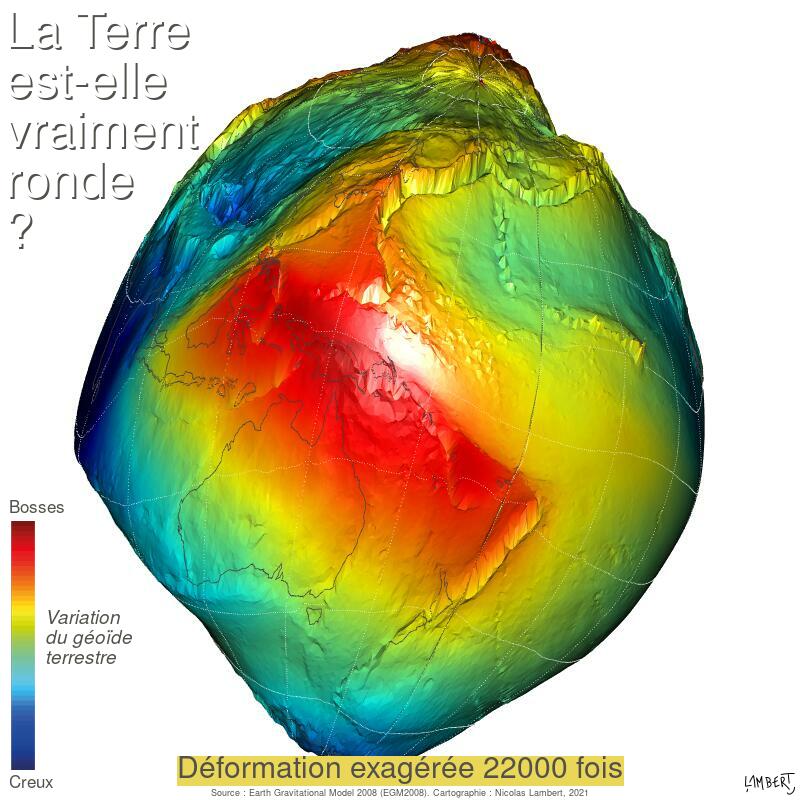 La Terre
est-elle
vraiment
ronde
?
Bosses
Variation
du géoïde
terrestre
Creux
Déformation exagérée 22000 fois
Source : Earth Gravitational Model 2008 (EGM2008). Cartographie : Nicolas Lambert, 2021
LAMBERT